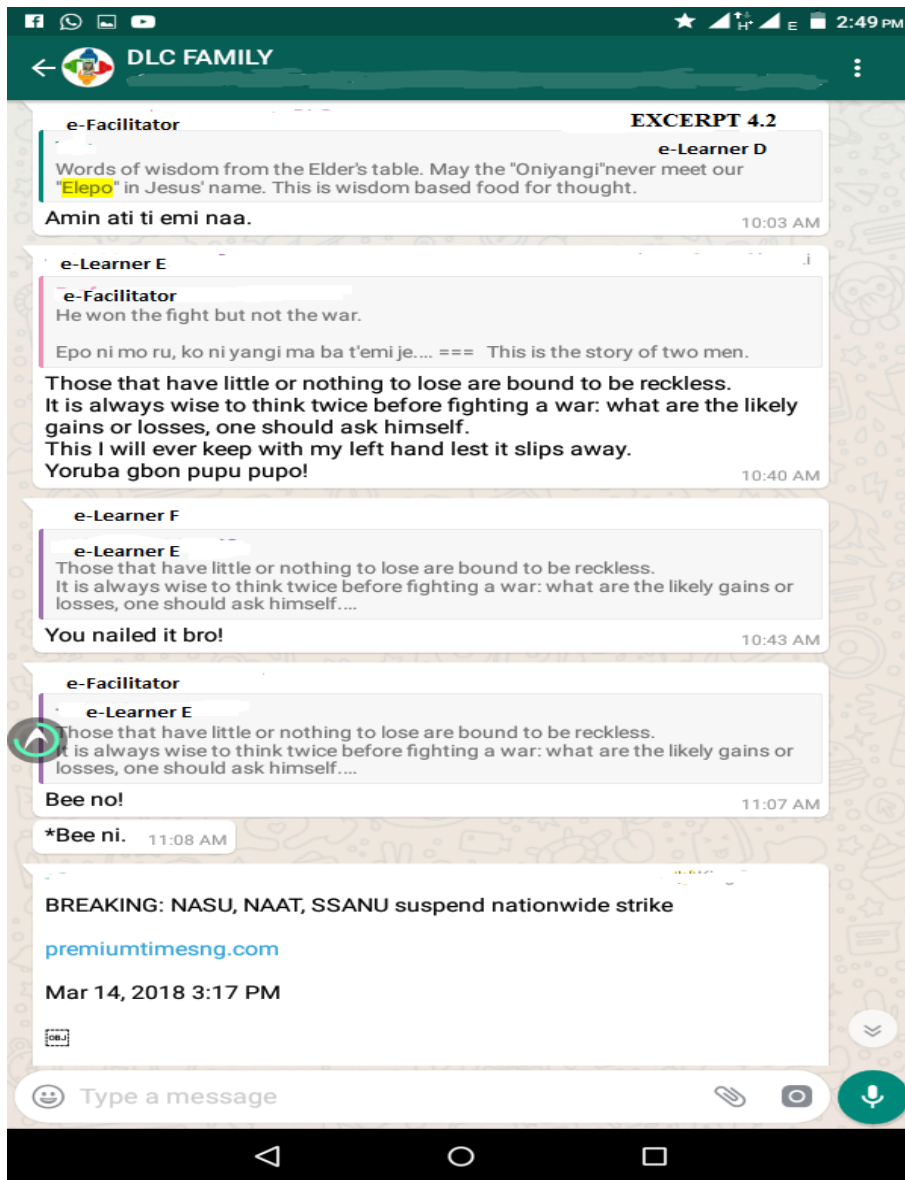 2:49 PM
DLC FAMILY
e-Facilitator
EXCERPT 4.2
e-Learner D
Words of wisdom from the Elder's table. May the "Oniyangi"never meet our
"Elepo" in Jesus' name. This is wisdom based food for thought.
Amin ati ti emi naa.
10:03 AM
e-Learner E
e-Facilitator
He won the fight but not the war.
Epo ni mo ru, ko ni yangi ma ba t'emi je.... === This is the story of two men.
Those that have little or nothing to lose are bound to be reckless.
It is always wise to think twice before fighting a war: what are the likely
gains or losses, one should ask himself.
This I will ever keep with my left hand lest it slips away.
Yoruba gbon pupu pupo!
10:40 AM
e-Learner F
e-Learner E
Those that have little or nothing to lose are bound to be reckless.
It is always wise to think twice before fighting a war: what are the likely gains or
losses, one should ask himself....
You nailed it bro!
10:43 AM
e-Facilitator
e-Learner E
Those that have little or nothing to lose are bound to be reckless.
It is always wise to think twice before fighting a war: what are the likely gains or
losses, one should ask himself....
Bee no!
11:07 AM
*Bee ni. 11:08 AM
BREAKING: NASU, NAAT, SSANU suspend nationwide strike
premiumtimesng.com
Mar 14, 2018 3:17 PM
OBJ
Type a message